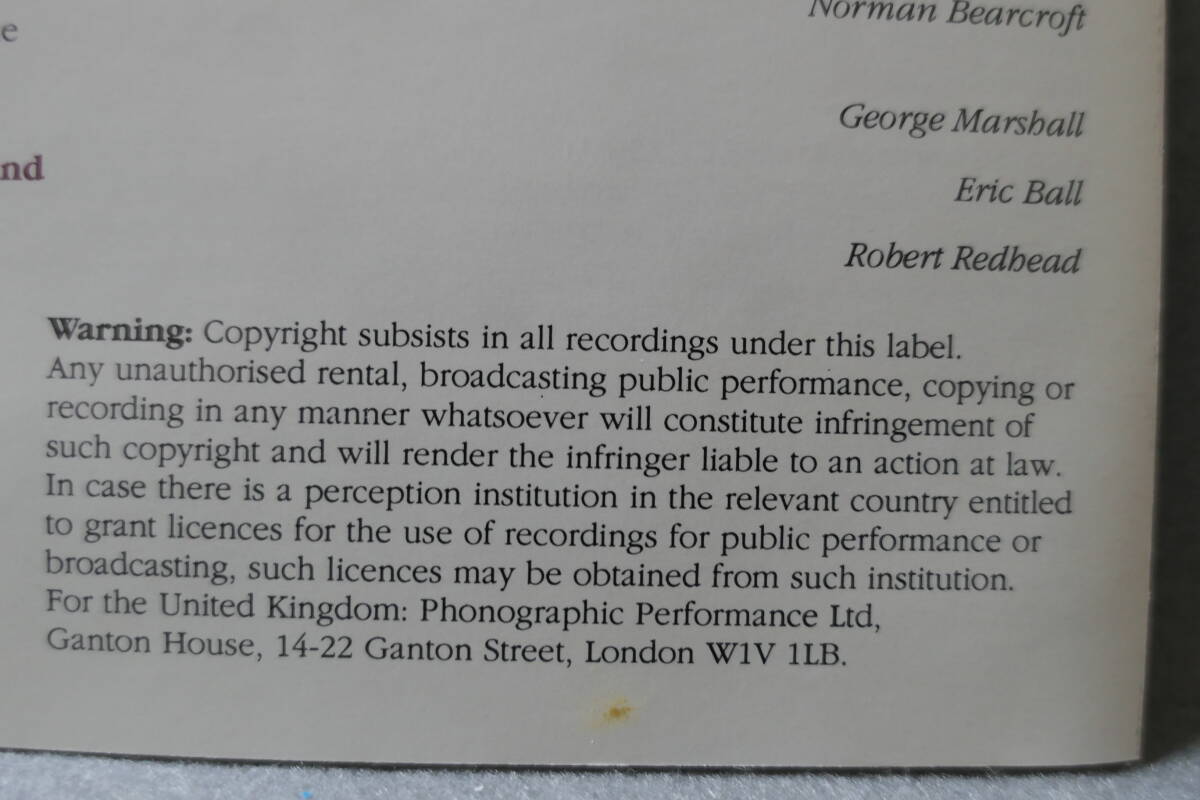 Norman Bearcroft
e
George Marshall
nd
Eric Ball
Robert Redhead
Warning: Copyright subsists in all recordings under this label.
Any unauthorised rental, broadcasting public performance, copying or
recording in any manner whatsoever will constitute infringement of
such copyright and will render the infringer liable to an action at law.
In case there is a perception institution in the relevant country entitled
to grant licences for the use of recordings for public performance or
broadcasting, such licences may be obtained from such institution.
For the United Kingdom: Phonographic Performance Ltd,
Ganton House, 14-22 Ganton Street, London W1V 1LB.